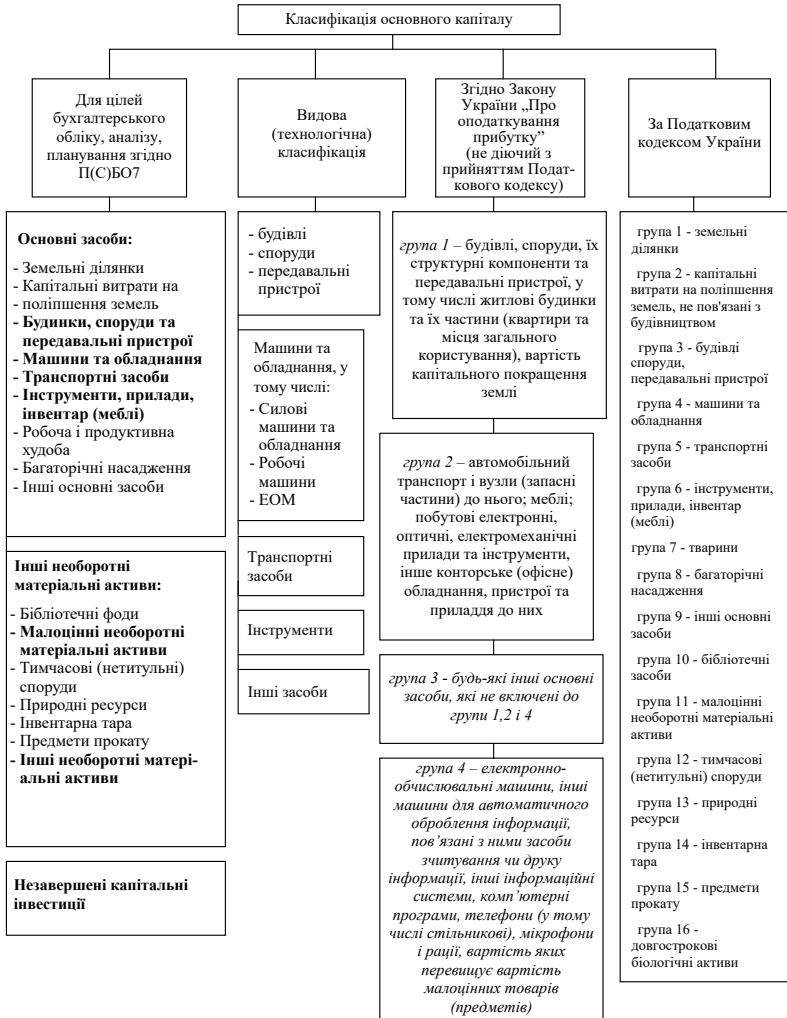 Класифікація основного капіталу
Для цілей
бухгалтерського
обліку, аналізу,
планування згідно
П(С)БО7
Видова
(технологічна)
класифікація
Згідно Закону
України „Про
оподаткування
прибутку”
(не діючий з
прийняттям Подат-
кового кодексу)
За Податковим
кодексом України
Основні засоби:
- Земельні ділянки
- Капітальні витрати на
- поліпшення земель
- Будинки, споруди та
передавальні пристрої
- Машини та обладнання
- Транспортні засоби
- Інструменти, прилади,
інвентар (меблі)
- Робоча і продуктивна
худоба
- Багаторічні насадження
- Інші основні засоби
Інші необоротні
матеріальні активи:
- Бібліотечні фоди
- Малоцінні необоротні
матеріальні активи
- Тимчасові (нетитульні)
споруди
- Природні ресурси
- Інвентарна тара
- Предмети прокату
- Інші необоротні матері-
альні активи
Незавершені капітальні
інвестиції
- будівлі
- споруди
- передавальні
пристрої
Машини та
обладнання, у
тому числі:
- Силові
машини та
обладнання
- Робочі
машини
- ЕОМ
Транспортні
засоби
Інструменти
Інші засоби
група 1 – будівлі, споруди, їх
структурні компоненти та
передавальні пристрої, у
тому числі житлові будинки
та їх частини (квартири та
місця загального
користування), вартість
капітального покращення
землі
група 2 – автомобільний
транспорт і вузли (запасні
частини) до нього; меблі;
побутові електронні,
оптичні, електромеханічні
прилади та інструменти,
інше конторське (офісне)
обладнання, пристрої та
приладдя до них
група 3 - будь-які інші основні
засоби, які не включені до
групи 1,2 і 4
група 4 – електронно-
обчислювальні машини, інші
машини для автоматичного
оброблення інформації,
пов’язані з ними засоби
зчитування чи друку
інформації, інші інформаційні
системи, комп’ютерні
програми, телефони (у тому
числі стільникові), мікрофони
і рації, вартість яких
перевищує вартість
малоцінних товарів
(предметів)
група 1 - земельні
ділянки
група 2 - капітальні
витрати на поліпшення
земель, не пов'язані з
будівництвом
група 3 - будівді
споруди,
передавальні пристрої
група 4 - машини та
обладнання
група 5 - транспортні
засоби
група 6 - інструменти,
прилади, інвентар
(меблі)
група 7 - тварини
група 8 - багаторічні
насадження
група 9 - інші основні
засоби
група 10 - бібліотечні
засоби
група 11 - малоцінні
необоротні матеріальні
активи
група 12 - тимчасові
(нетитульні) споруди
група 13 - природні
ресурси
група 14 - інвентарна
тара
група 15 - предмети
прокату
група 16 -
довгострокові
біологічні активи